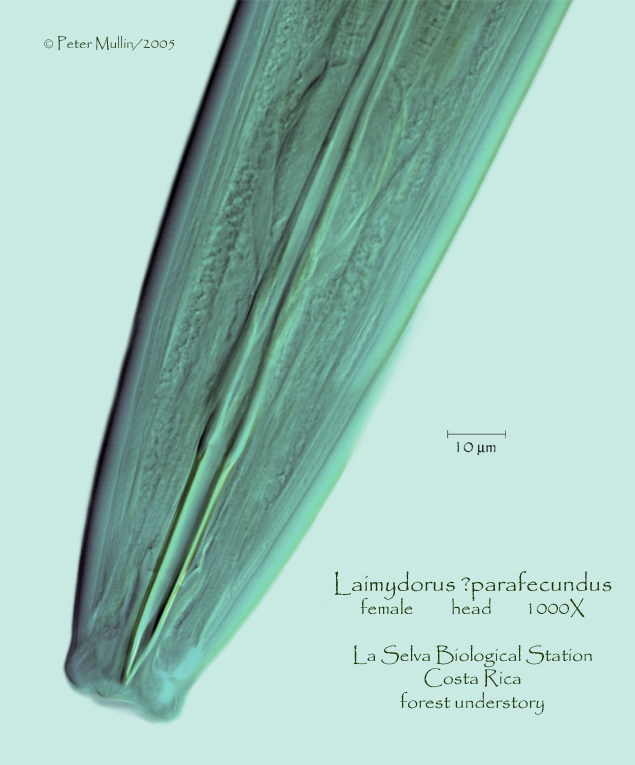 © Peter Mullin/2005
10 µm
Laimydorus ?parafecundus
female head 1000X
La Selva Biological Station
Costa Rica
forest understory